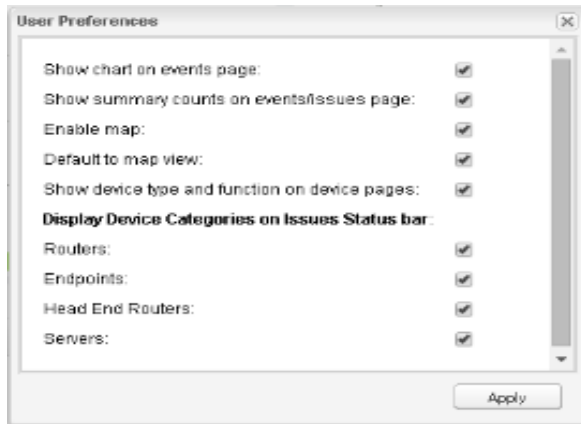 User Preferences
Show chart on events page:
Show summary counts on events/issues page:
Enable map:
Default to map view:
Show device type and function on device pages:
Display Device Categories on Issues Status bar:
Routers:
Endpoints:
Head End Routers:
Servers:
Apply